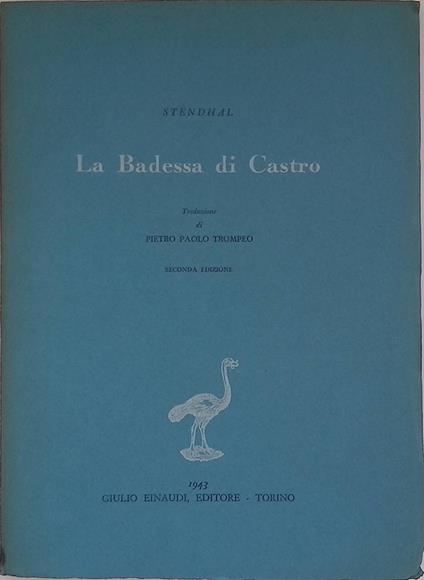 STENDHAL
La Badessa di Castro
Traduzione
di
PIETRO PAOLO TROMPEO
SECONDA EDIZIONE
1943
GIULIO EINAUDI, EDITORE - TORINO